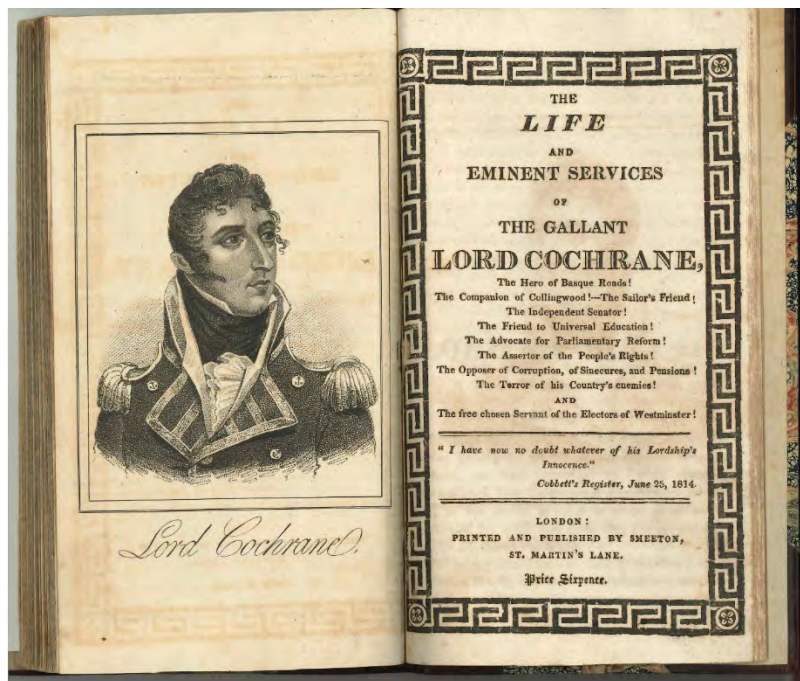 Lord Cochrane.
THE
LIFE
AND
EMINENT SERVICES
OF
THE GALLANT
LORD COCHRANE,
The Hero of Basque Roads!
The Companion of Collingwood!—The Sailor's Friend!
The Independent Senator!
The Friend to Universal Education!
The Advocate for Parliamentary Reform!
The Assertor of the People's Rights!
The Opposer of Corruption, of Sinecures, and Pensions!
The Terror of his Country's enemies!
AND
The free chosen Servant of the Electors of Westminster!
" I have now no doubt whatever of his Lordship's
Innocence."
Cobbett's Register, June 25, 1814.
LONDON:
PRINTED AND PUBLISHED BY SMEETON,
ST. MARTIN'S LANE.
Price Sixpence.